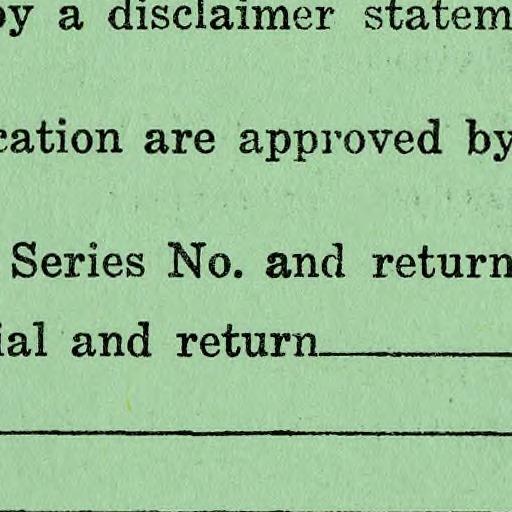 by a disclaimer statem
cation are approved by
Series No. and return
ial and return